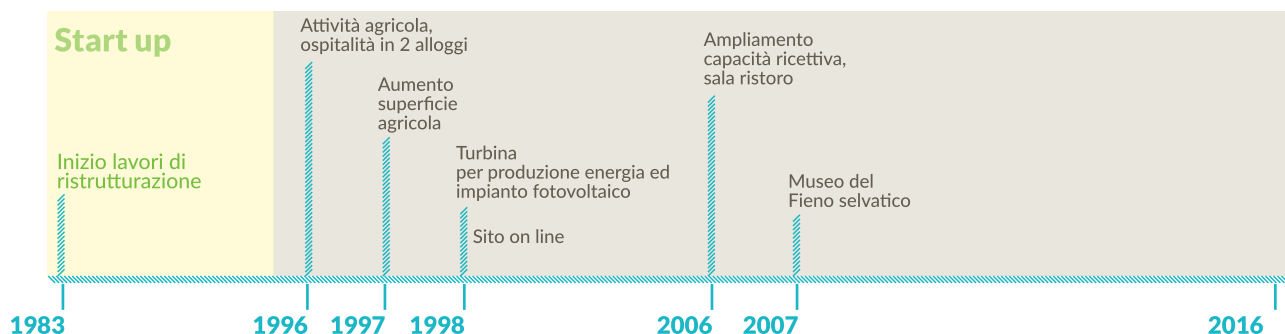 Start up
Inizio lavori di
ristrutturazione
Attività agricola,
ospitalità in 2 alloggi
Aumento
superficie
agricola
Turbina
per produzione energia ed
impianto fotovoltaico
Sito on line
Ampliamento
capacità ricettiva,
sala ristoro
Museo del
Fieno selvatico
1983
1996
1997
1998
2006
2007
2016